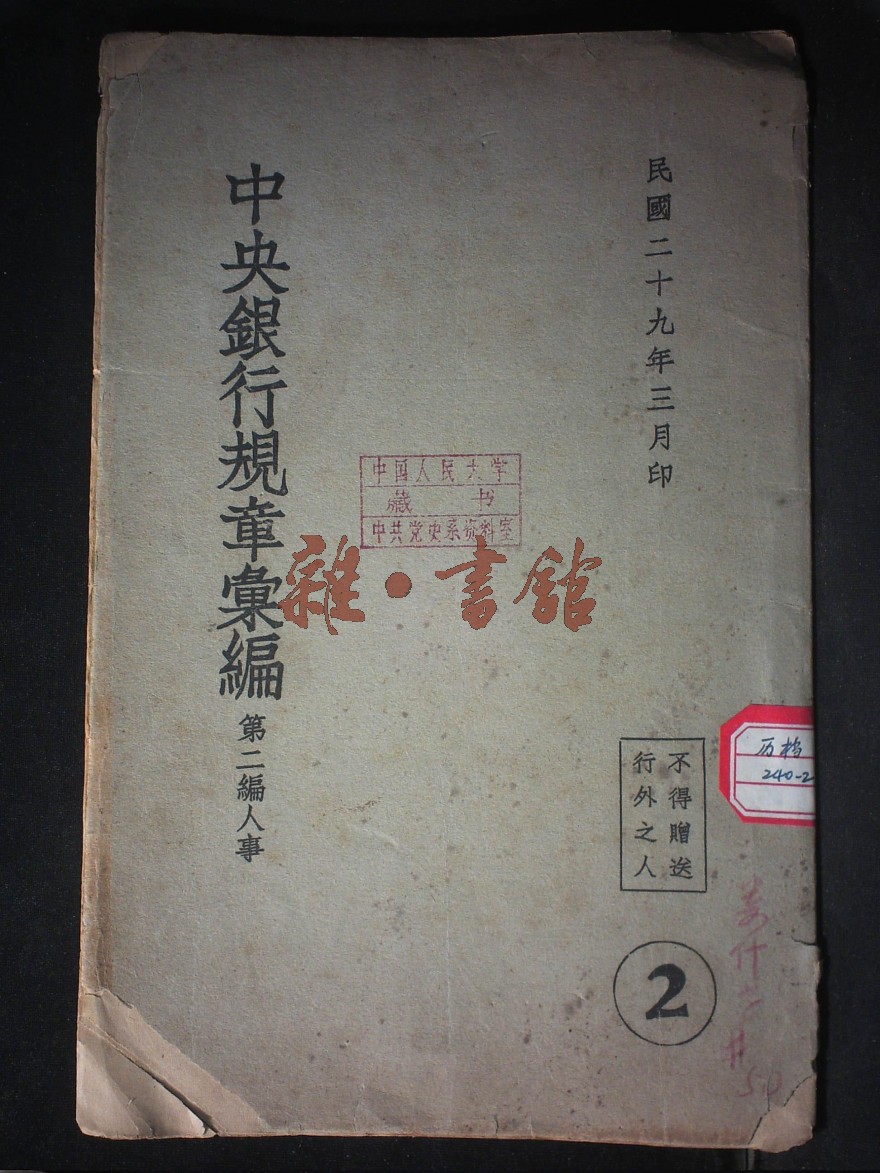 民國二十九年三月印
中央銀行規章彙編
第二編人事
中国人民大学
藏书
中共党史系资料室
雜·書館
不得贈送
行外之人
2
历档
240-2